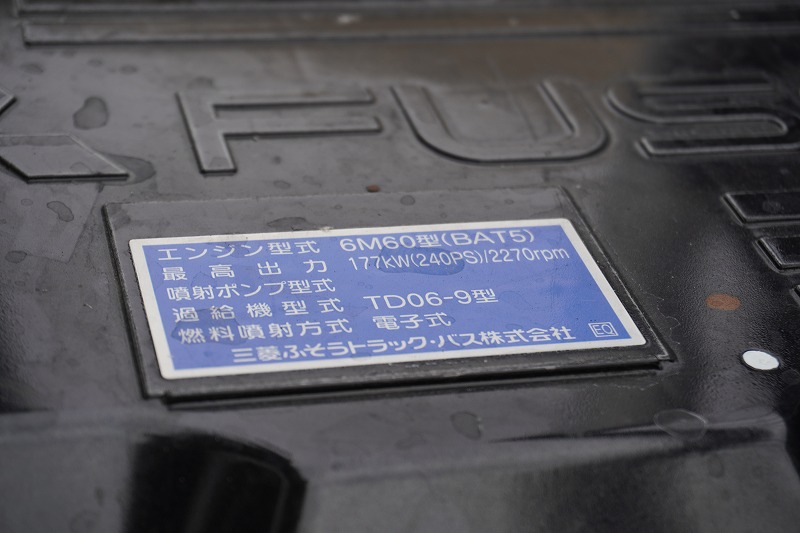 FUS
エンジン型式 6M60型(BAT5)
最高出力 177kW(240PS)/2270rpm
噴射ポンプ型式
過給機型式 TD06-9型
燃料噴射方式 電子式
三菱ふそうトラック・バス株式会社 EQ